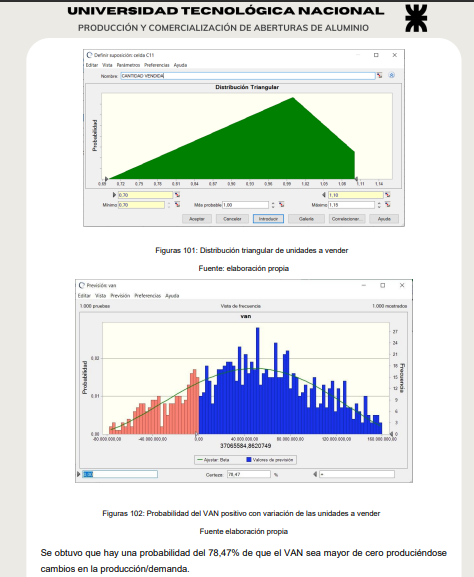 UNIVERSIDAD TECNOLÓGICA NACIONAL
PRODUCCIÓN Y COMERCIALIZACIÓN DE ABERTURAS DE ALUMINIO
Definir suposición: celda C11
Editar Vista Parámetros Preferencias Ayuda
Nombre: CANTIDAD VENDIDA
Distribución Triangular
Probabilidad
0,72 0,75 0,78 0,81 0,84 0,87 0,90 0,93 0,96 0,99 1,02 1,05 1,08 1,11 1,14
0,70 1,10
Mínimo 0,70 Más probable 1,00 Máximo 1,15
Aceptar Cancelar Introducir Galería Correlacionar... Ayuda
Figuras 101: Distribución triangular de unidades a vender
Fuente: elaboración propia
Previsión: van
Editar Vista Previsión Preferencias Ayuda
1.000 pruebas Vista de frecuencia 1.000 mostrados
van
Probabilidad
Frecuencia
0.02
0.01
0.00
27
24
21
18
15
12
9
6
3
0
-80.000.000,00 -40.000.000,00 0,00 40.000.000,00 80.000.000,00 120.000.000,00 160.000.000,00
37065584,8620749
Ajustar: Beta Valores de previsión
0,00 Certeza: 78,47 %
Figuras 102: Probabilidad del VAN positivo con variación de las unidades a vender
Fuente elaboración propia
Se obtuvo que hay una probabilidad del 78,47% de que el VAN sea mayor de cero produciéndose
cambios en la producción/demanda.